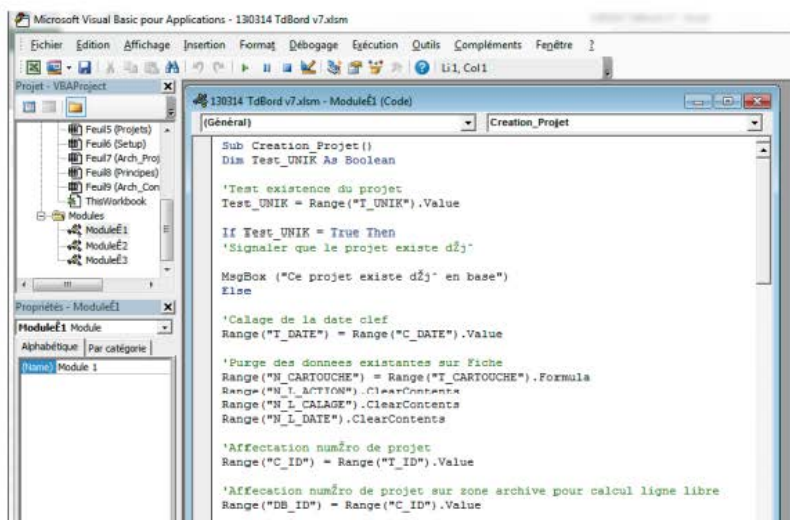 Microsoft Visual Basic pour Applications - 130314 TdBord v7.xlsm
Fichier Edition Affichage Insertion Format Débogage Exécution Outils Compléments Fenêtre ?
Li1, Col1
Projet - VBAProject
Feuil5 (Projets)
Feuil6 (Setup)
Feuil7 (Arch_Proj
Feuil8 (Principes)
Feuil9 (Arch_Con
ThisWorkbook
Modules
ModuleÊ1
ModuleÊ2
ModuleÊ3
Propriétés - ModuleÊ1
ModuleÊ1 Module
Alphabétique Par catégorie
(Name) Module 1
130314 TdBord v7.xlsm - ModuleÊ1 (Code)
(Général) Creation_Projet
Sub Creation_Projet()
Dim Test_UNIK As Boolean
'Test existence du projet
Test_UNIK = Range("T_UNIK").Value
If Test_UNIK = True Then
'Signaler que le projet existe dŽjˆ
MsgBox ("Ce projet existe dŽjˆ en base")
Else
'Calage de la date clef
Range("T_DATE") = Range("C_DATE").Value
'Purge des donnees existantes sur Fiche
Range("N_CARTOUCHE") = Range("T_CARTOUCHE").Formula
Range("N_L_ACTION").ClearContents
Range("N_L_CALAGE").ClearContents
Range("N_L_DATE").ClearContents
'Affectation numŽro de projet
Range("C_ID") = Range("T_ID").Value
'Affecation numŽro de projet sur zone archive pour calcul ligne libre
Range("DB_ID") = Range("C_ID").Value